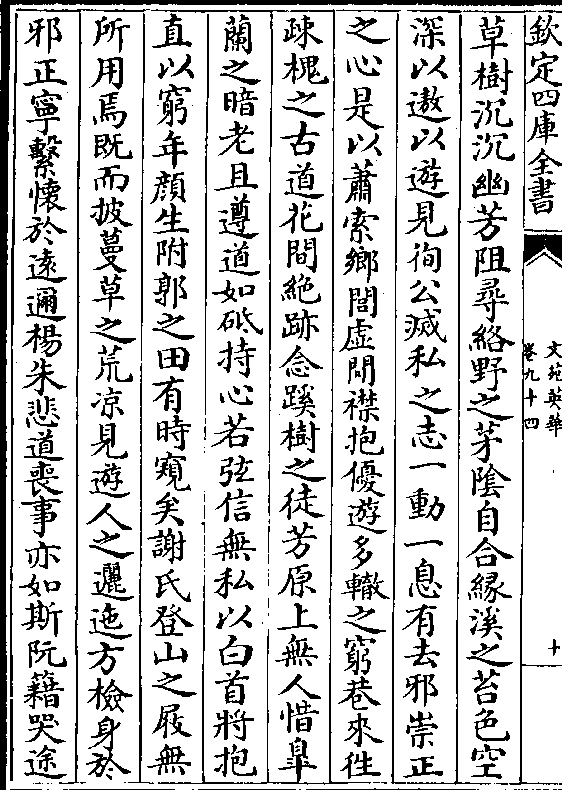 欽定四庫全書
文苑英華
卷九十四
十
草樹沉沉幽芳阻尋絡野之茅隂自合縁溪之苔色空
深以遨以遊見徇公滅私之志一動一息有去邪崇正
之心是以蕭索鄉閭虛閒襟抱優遊多轍之窮巷來徃
疎槐之古道花間絶跡念蹊樹之徒芳原上無人惜臯
蘭之暗老且遵道如砥持心若弦信無私以白首將抱
直以窮年顔生附郭之田有時窺矣謝氏登山之屐無
所用焉既而披蔓草之荒凉見遊人之邐迆方檢身於
邪正寧繫懷於逺邇楊朱悲道喪事亦如斯阮籍哭途